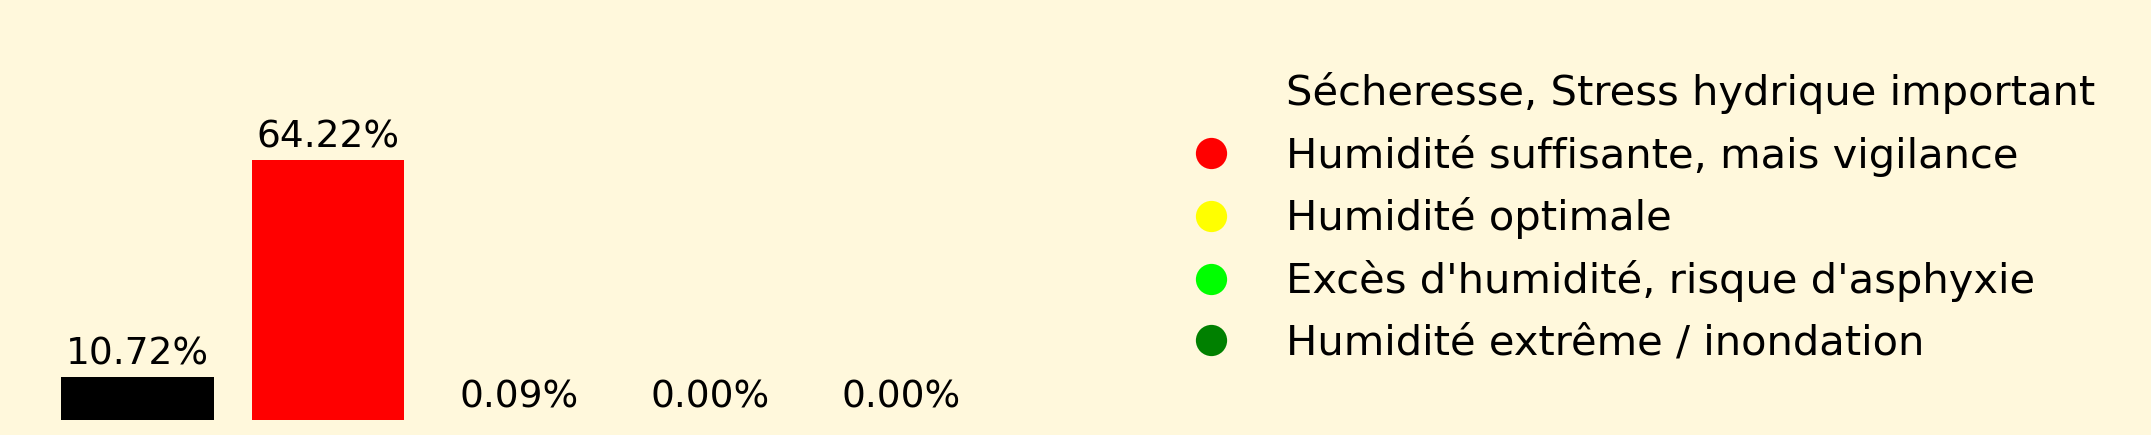 64.22%
10.72%
0.09%
0.00%
0.00%
Sécheresse, Stress hydrique important
Humidité suffisante, mais vigilance
Humidité optimale
Excès d'humidité, risque d'asphyxie
Humidité extrême / inondation